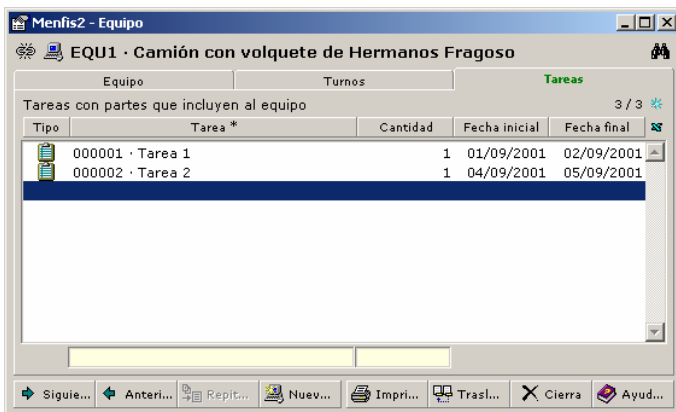 Menfis2 - Equipo
EQU1 · Camión con volquete de Hermanos Fragoso
Equipo Turnos Tareas
Tareas con partes que incluyen al equipo 3 / 3
Tipo Tarea * Cantidad Fecha inicial Fecha final
000001 · Tarea 1 1 01/09/2001 02/09/2001
000002 · Tarea 2 1 04/09/2001 05/09/2001
Siguie... Anteri... Repit... Nuev... Impri... Trasl... Cierra Ayud...